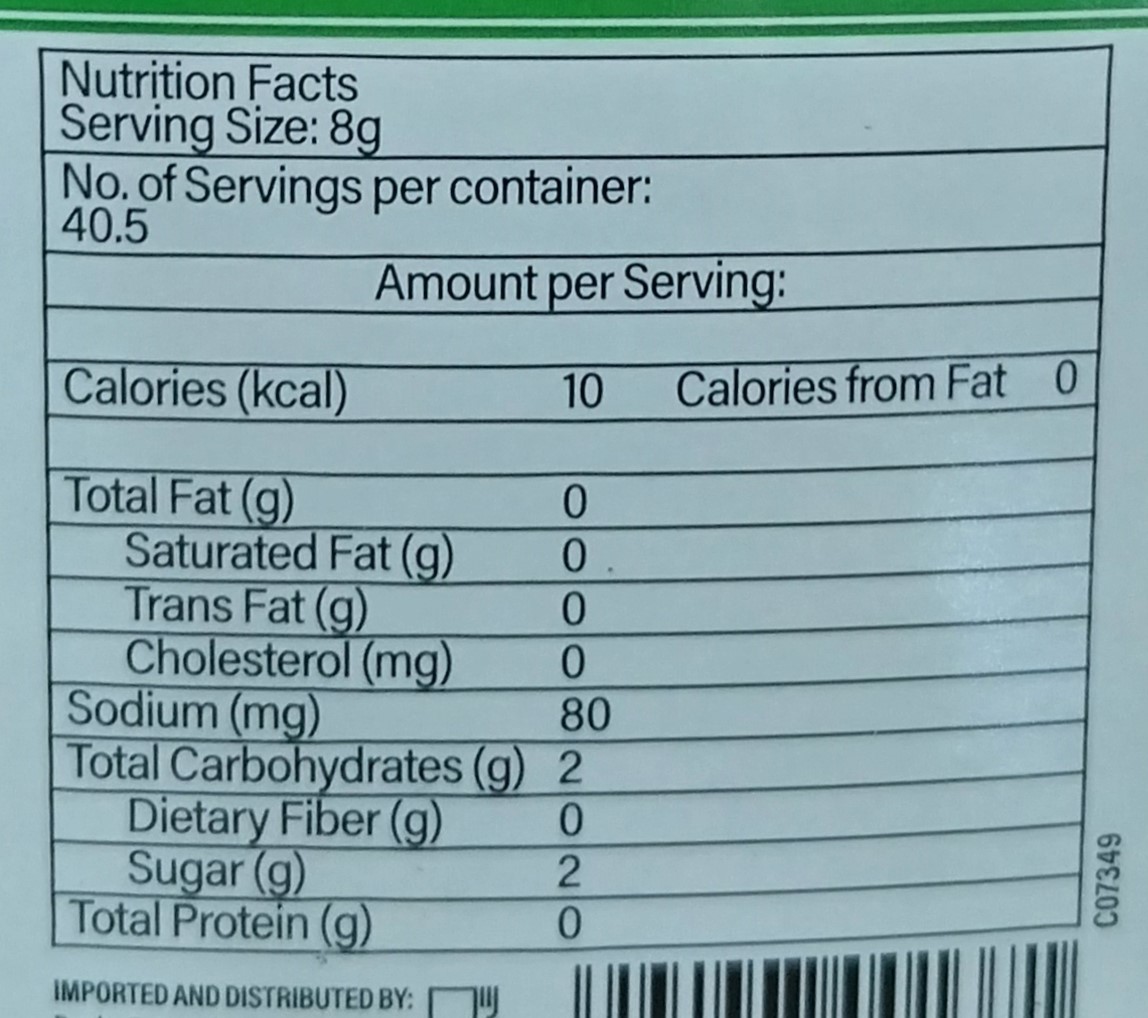 Nutrition Facts
Serving Size: 8g
No. of Servings per container:
40.5
Amount per Serving:
Calories (kcal) 10 Calories from Fat 0
Total Fat (g) 0
Saturated Fat (g) 0
Trans Fat (g) 0
Cholesterol (mg) 0
Sodium (mg) 80
Total Carbohydrates (g) 2
Dietary Fiber (g) 0
Sugar (g) 2
Total Protein (g) 0
C07349
IMPORTED AND DISTRIBUTED BY: